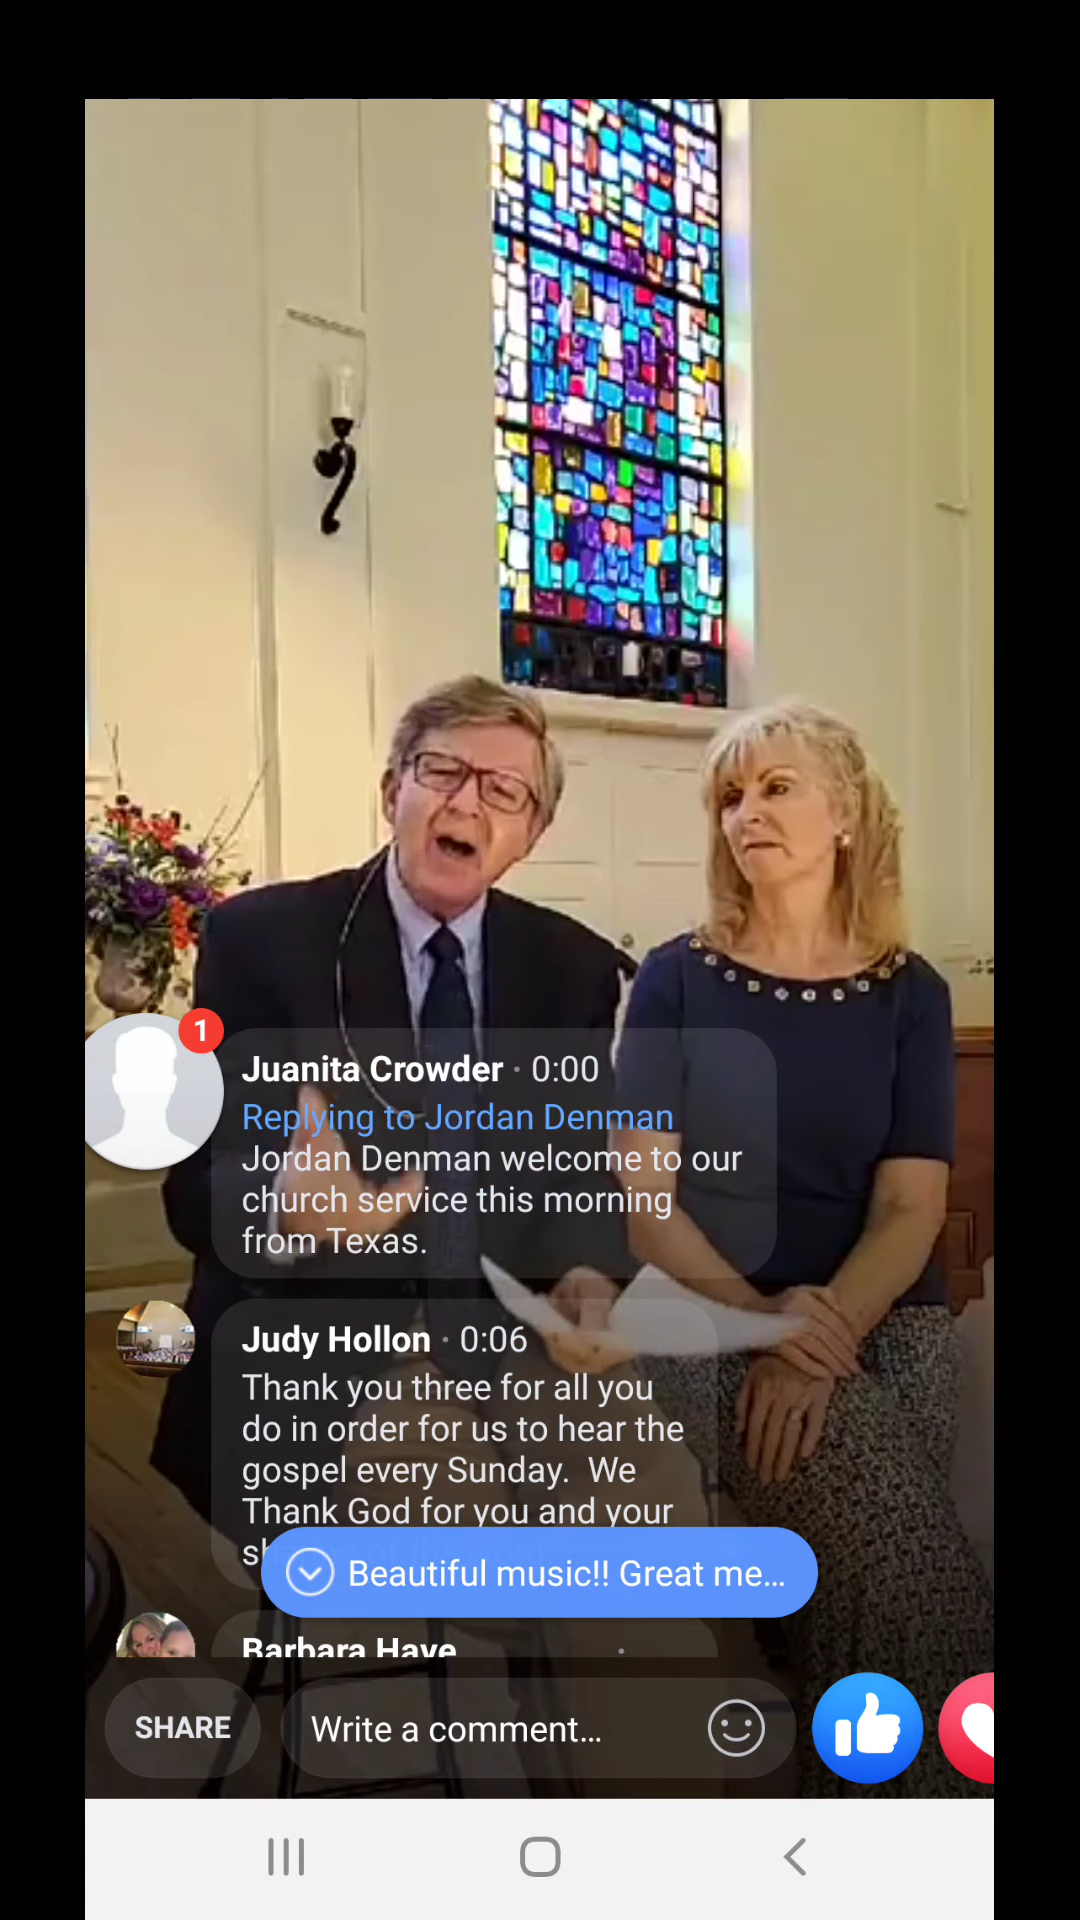 1
Juanita Crowder · 0:00
Replying to Jordan Denman
Jordan Denman welcome to our
church service this morning
from Texas.
Judy Hollon · 0:06
Thank you three for all you
do in order for us to hear the
gospel every Sunday. We
Thank God for you and your
Beautiful music!! Great me...
Barbara Haye
SHARE
Write a comment...